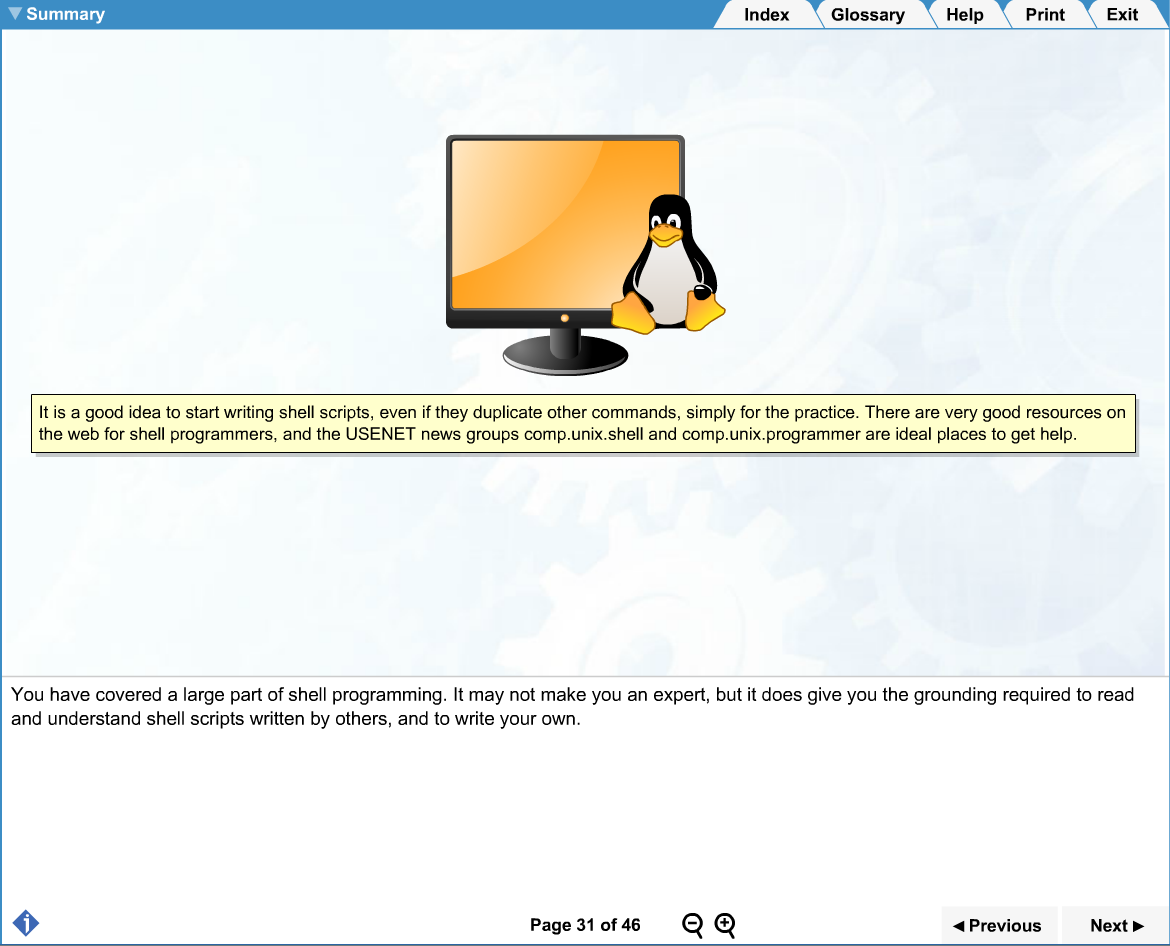 Summary
Index
Glossary
Help
Print
Exit
It is a good idea to start writing shell scripts, even if they duplicate other commands, simply for the practice. There are very good resources on
the web for shell programmers, and the USENET news groups comp.unix.shell and comp.unix.programmer are ideal places to get help.
You have covered a large part of shell programming. It may not make you an expert, but it does give you the grounding required to read
and understand shell scripts written by others, and to write your own.
Page 31 of 46
Previous
Next